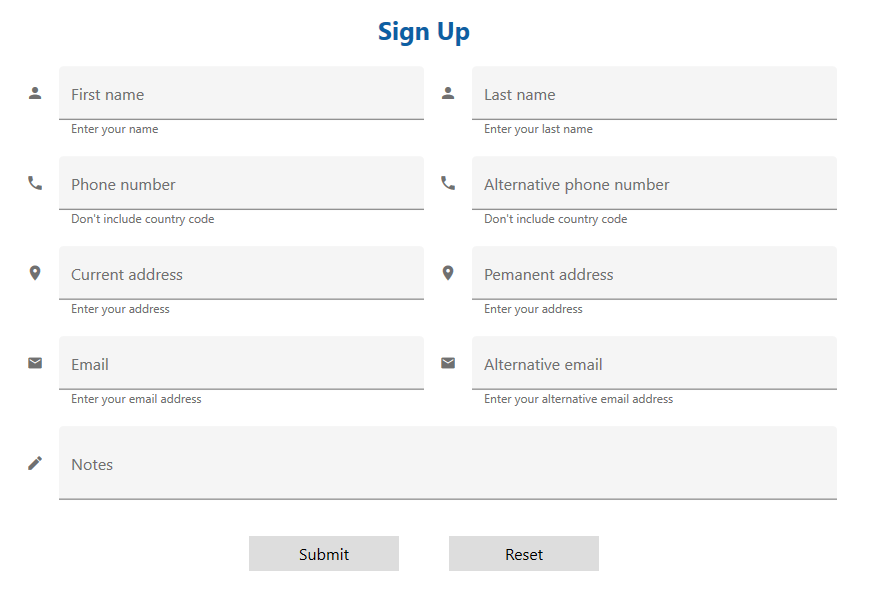 Sign Up
First name
Last name
Enter your name
Enter your last name
Phone number
Alternative phone number
Don't include country code
Don't include country code
Current address
Pemanent address
Enter your address
Enter your address
Email
Alternative email
Enter your email address
Enter your alternative email address
Notes
Submit
Reset